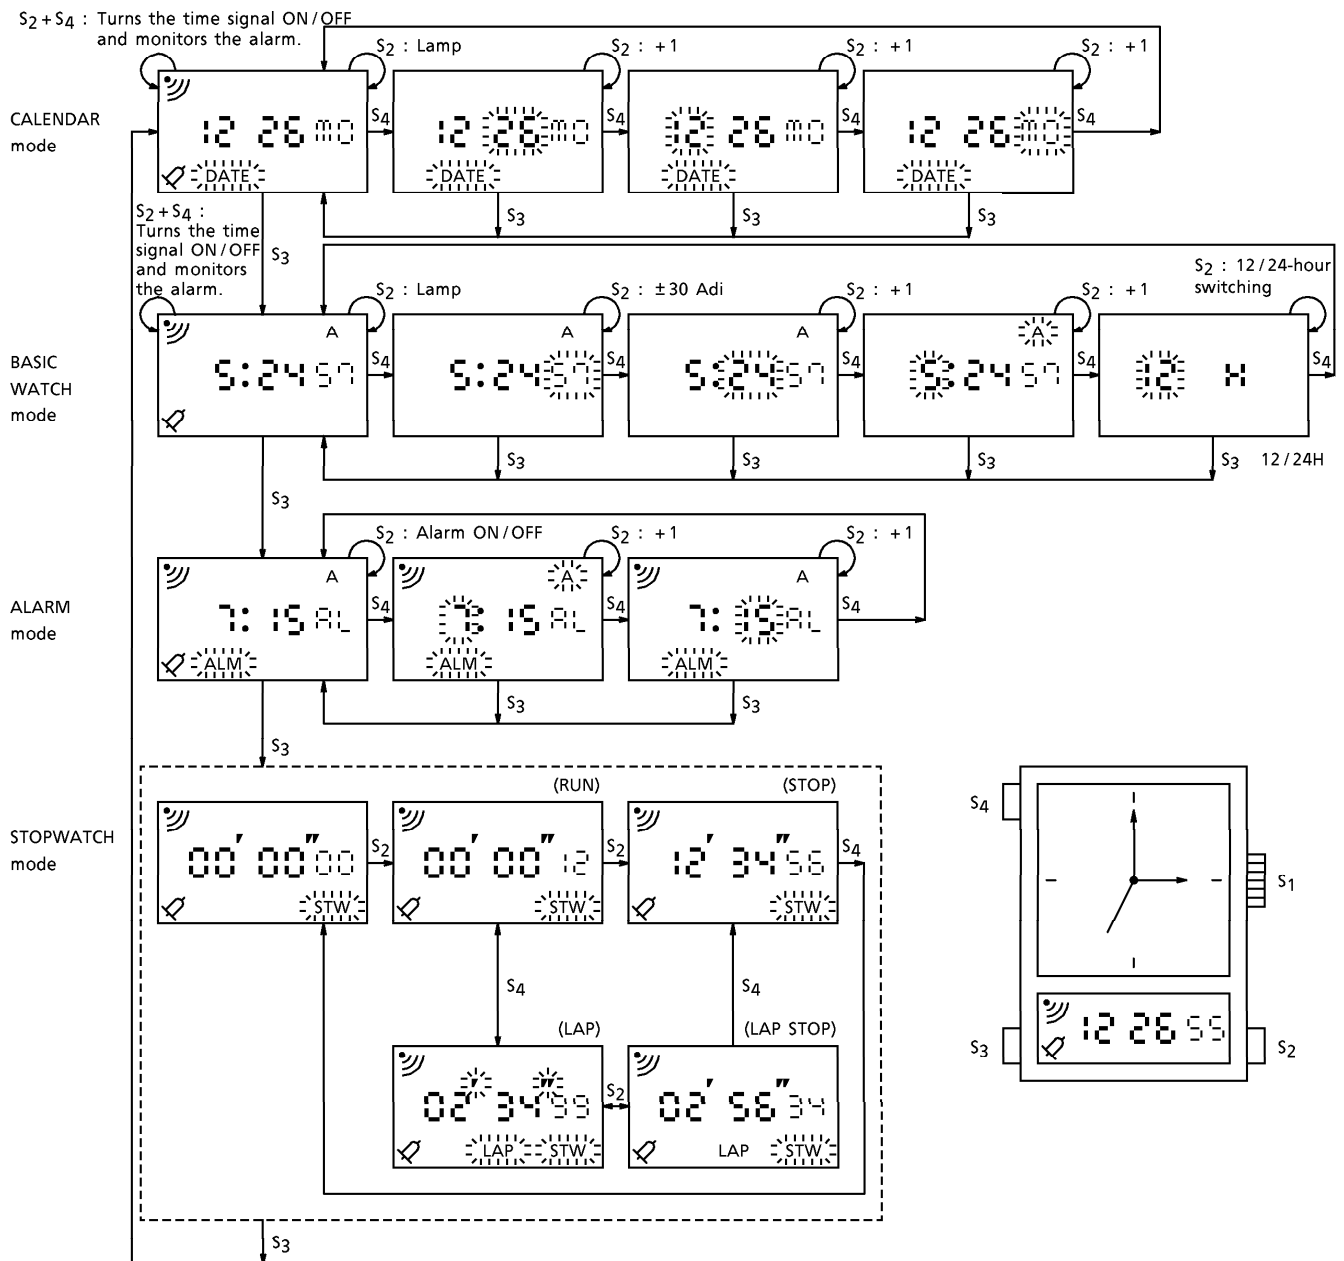 S2+S4 : Turns the time signal ON/OFF
and monitors the alarm.
S2 : Lamp
S2 : +1
S2 : +1
S2 : +1
CALENDAR
mode
12 26 MO
S4
12 26 MO
S4
12 26 MO
S4
12 26 MO
S4
DATE
DATE
DATE
DATE
S2+S4 :
Turns the time
signal ON/OFF
and monitors
the alarm.
S3
S3
S3
S3
S2 : 12/24-hour
switching
S2 : Lamp
S2 : ±30 Adj
S2 : +1
S2 : +1
BASIC
WATCH
mode
A
A
A
A
5:24 57
S4
5:24 57
S4
5:24 57
S4
5:24 57
S4
12 H
S4
S3
S3
S3
S3
12/24H
S3
S2 : Alarm ON/OFF
S2 : +1
S2 : +1
ALARM
mode
A
A
A
7:15 AL
S4
7:15 AL
S4
7:15 AL
S4
ALM
ALM
ALM
S3
S3
S3
STOPWATCH
mode
(RUN)
(STOP)
00' 00" 00
S2
00' 00" 12
S2
12' 34" 56
S4
STW
STW
STW
S4
S4
(LAP)
(LAP STOP)
02' 34" 99
S2
02' 56" 34
LAP STW
LAP STW
S3
S4
S1
12 26 55
S3
S2